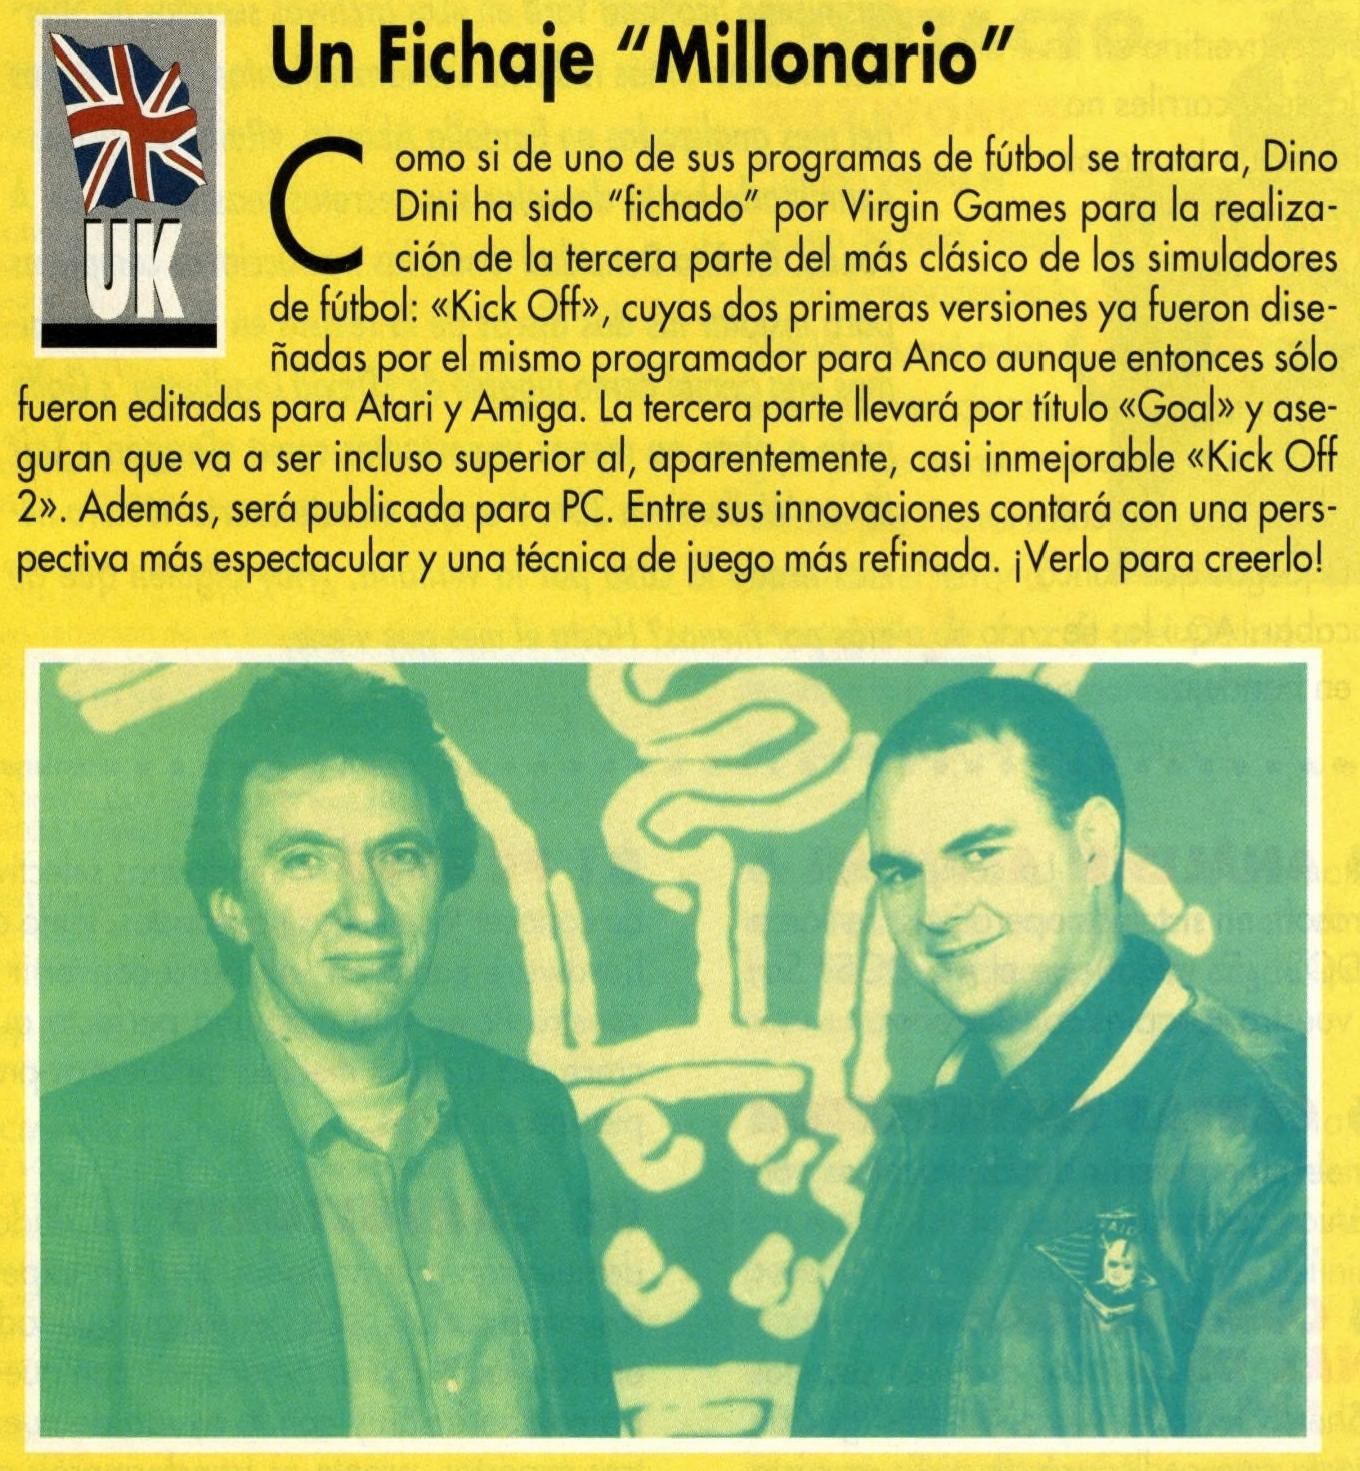 UK
Un Fichaje “Millonario”
Como si de uno de sus programas de fútbol se tratara, Dino
Dini ha sido “fichado” por Virgin Games para la realiza-
ción de la tercera parte del más clásico de los simuladores
de fútbol: «Kick Off», cuyas dos primeras versiones ya fueron dise-
ñadas por el mismo programador para Anco aunque entonces sólo
fueron editadas para Atari y Amiga. La tercera parte llevará por título «Goal» y ase-
guran que va a ser incluso superior al, aparentemente, casi inmejorable «Kick Off
2». Además, será publicada para PC. Entre sus innovaciones contará con una pers-
pectiva más espectacular y una técnica de juego más refinada. ¡Verlo para creerlo!